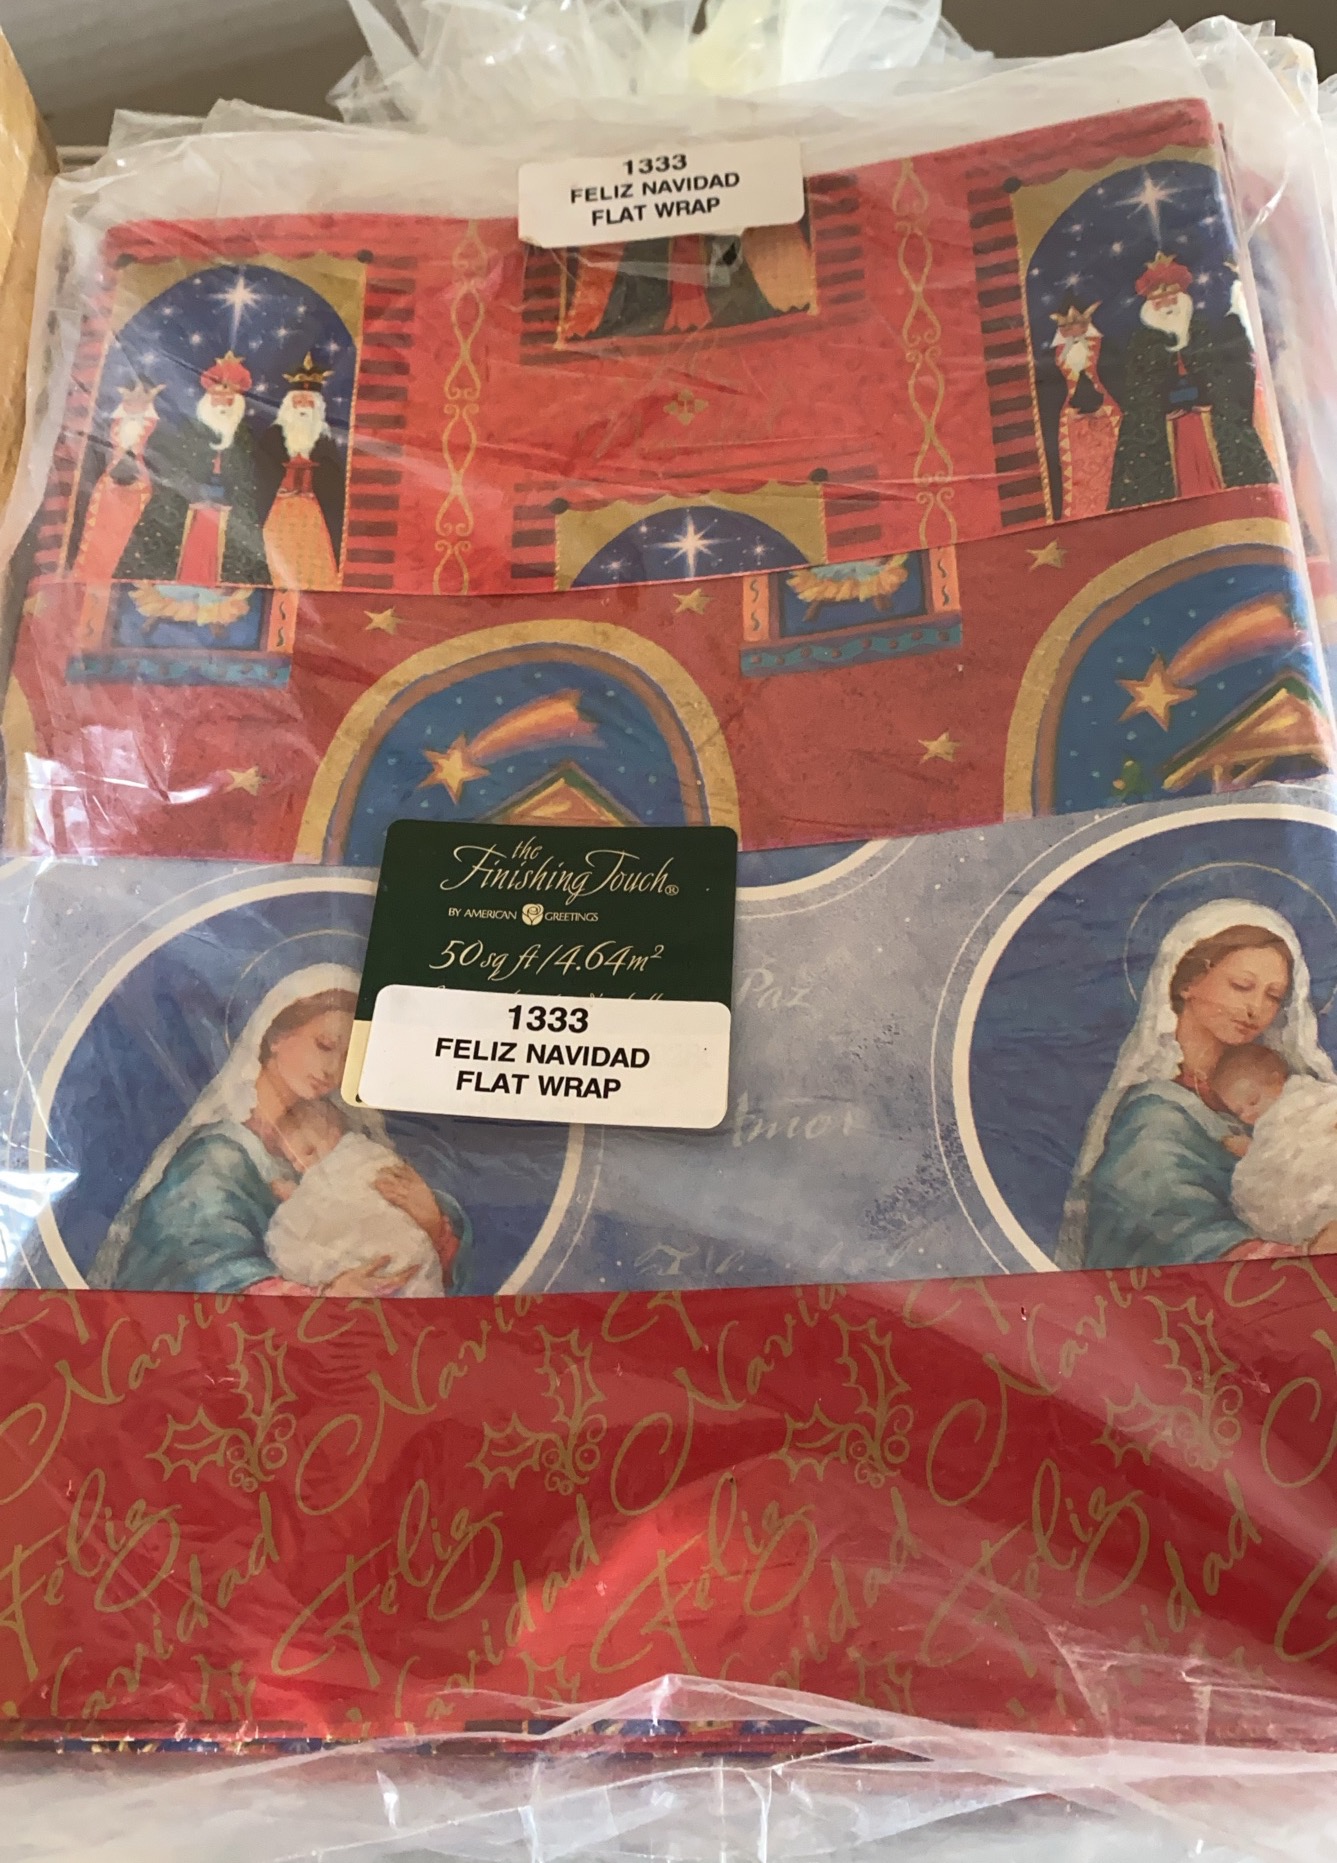 1333
FELIZ NAVIDAD
FLAT WRAP
the
Finishing Touch®
BY AMERICAN GREETINGS
50 sq ft/4.64m²
1333
FELIZ NAVIDAD
FLAT WRAP
Paz
Amor
Feliz
Navidad
Feliz
Navidad
Feliz
Navidad